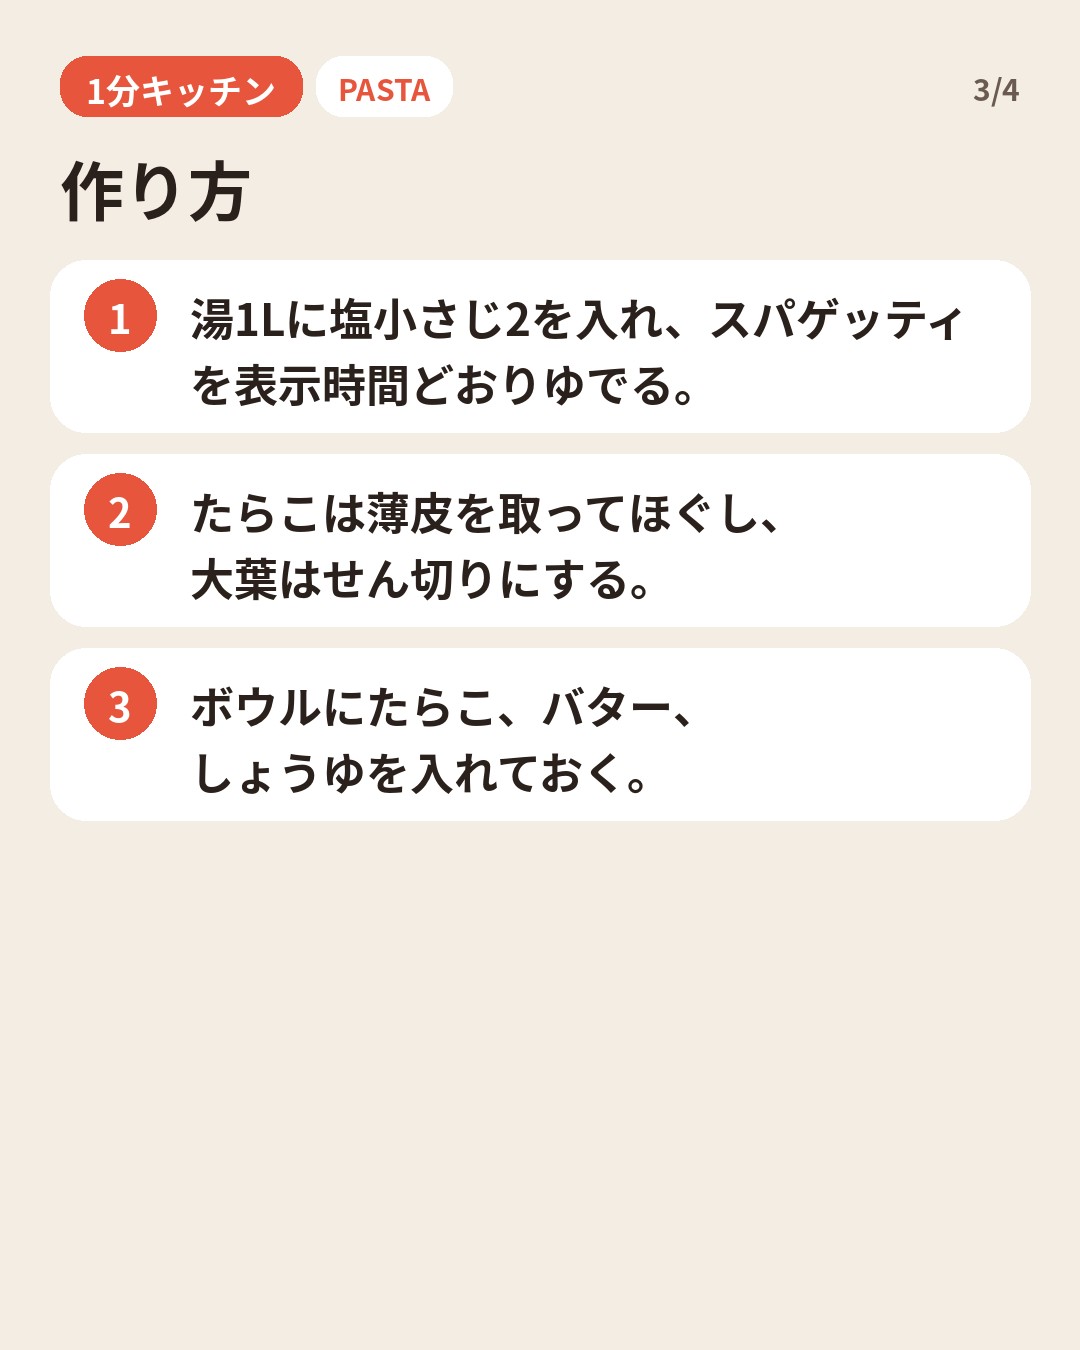 1分キッチン PASTA 3/4
作り方
1 湯1Lに塩小さじ2を入れ、スパゲッティ
を表示時間どおりゆでる。
2 たらこは薄皮を取ってほぐし、
大葉はせん切りにする。
3 ボウルにたらこ、バター、
しょうゆを入れておく。